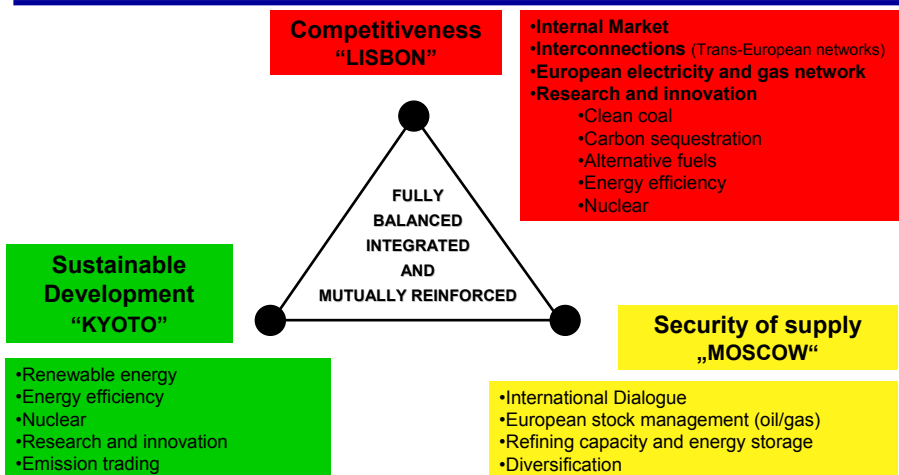 Competitiveness
“LISBON”
•Internal Market
•Interconnections (Trans-European networks)
•European electricity and gas network
•Research and innovation
•Clean coal
•Carbon sequestration
•Alternative fuels
•Energy efficiency
•Nuclear
FULLY
BALANCED
INTEGRATED
AND
MUTUALLY REINFORCED
Sustainable
Development
“KYOTO”
•Renewable energy
•Energy efficiency
•Nuclear
•Research and innovation
•Emission trading
Security of supply
„MOSCOW“
•International Dialogue
•European stock management (oil/gas)
•Refining capacity and energy storage
•Diversification